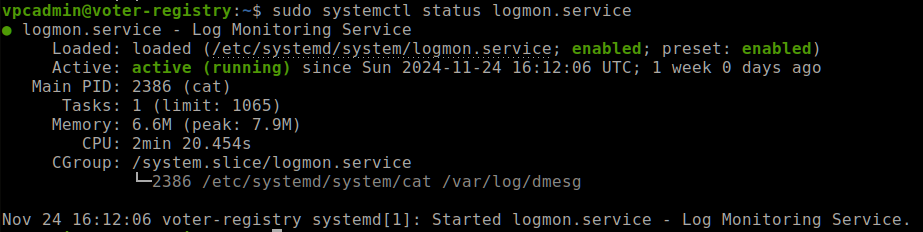 vpcadmin@voter-registry:~$ sudo systemctl status logmon.service
● logmon.service - Log Monitoring Service
     Loaded: loaded (/etc/systemd/system/logmon.service; enabled; preset: enabled)
     Active: active (running) since Sun 2024-11-24 16:12:06 UTC; 1 week 0 days ago
   Main PID: 2386 (cat)
      Tasks: 1 (limit: 1065)
     Memory: 6.6M (peak: 7.9M)
        CPU: 2min 20.454s
     CGroup: /system.slice/logmon.service
             └─2386 /etc/systemd/system/cat /var/log/dmesg

Nov 24 16:12:06 voter-registry systemd[1]: Started logmon.service - Log Monitoring Service.